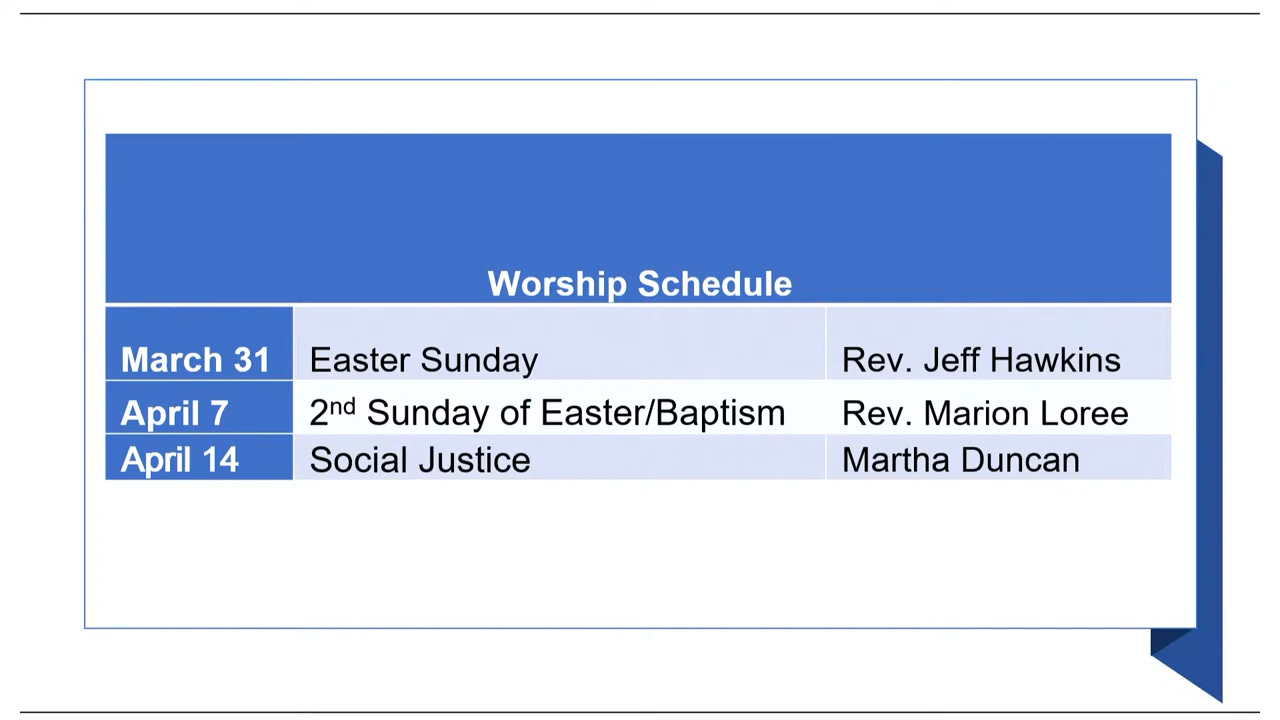 Worship Schedule
March 31 Easter Sunday Rev. Jeff Hawkins
April 7 2nd Sunday of Easter/Baptism Rev. Marion Loree
April 14 Social Justice Martha Duncan